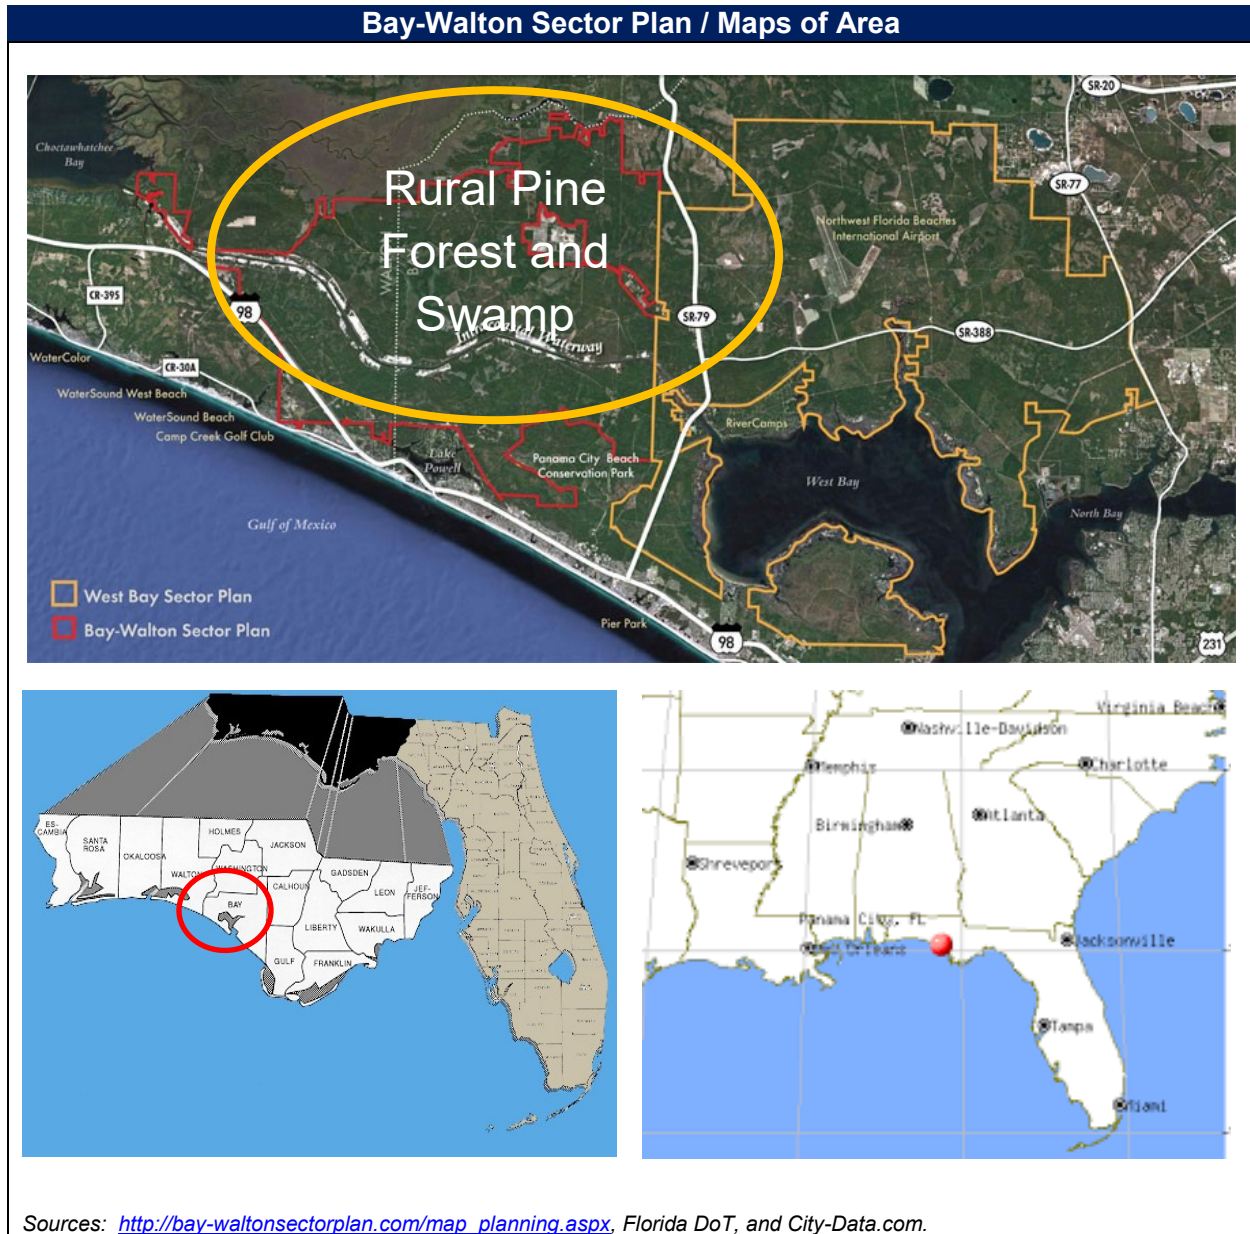 Bay-Walton Sector Plan / Maps of Area
SR-20
Choctawhatchee
Bay
Rural Pine
Forest and
Swamp
SR-77
Northwest Florida Beaches
International Airport
CR-395
98
SR-79
SR-388
Intracoastal Waterway
WaterColor
CR-30A
WaterSound West Beach
WaterSound Beach
Camp Creek Golf Club
RiverCamps
Lake
Powell
Panama City Beach
Conservation Park
West Bay
North Bay
Gulf of Mexico
West Bay Sector Plan
Bay-Walton Sector Plan
Pier Park
98
231
ES-
CAMBIA
SANTA
ROSA
OKALOOSA
WALTON
HOLMES
WASHINGTON
JACKSON
BAY
CALHOUN
GADSDEN
LEON
JEF-
FERSON
LIBERTY
WAKULLA
GULF
FRANKLIN
Virginia Beach
Nashville-Davidson
Memphis
Charlotte
Birmingham
Atlanta
Shreveport
Panama City, FL
New Orleans
Jacksonville
Tampa
Miami
Sources: http://bay-waltonsectorplan.com/map_planning.aspx, Florida DoT, and City-Data.com.